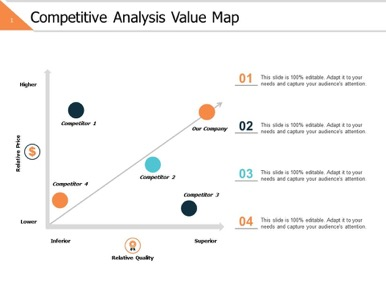 1
Competitive Analysis Value Map
Higher
Relative Price
$
Lower
Competitor 1
Our Company
Competitor 2
Competitor 4
Competitor 3
Inferior
Superior
Relative Quality
01
This slide is 100% editable. Adapt it to your
needs and capture your audience's attention.
02
This slide is 100% editable. Adapt it to your
needs and capture your audience's attention.
03
This slide is 100% editable. Adapt it to your
needs and capture your audience's attention.
04
This slide is 100% editable. Adapt it to your
needs and capture your audience's attention.